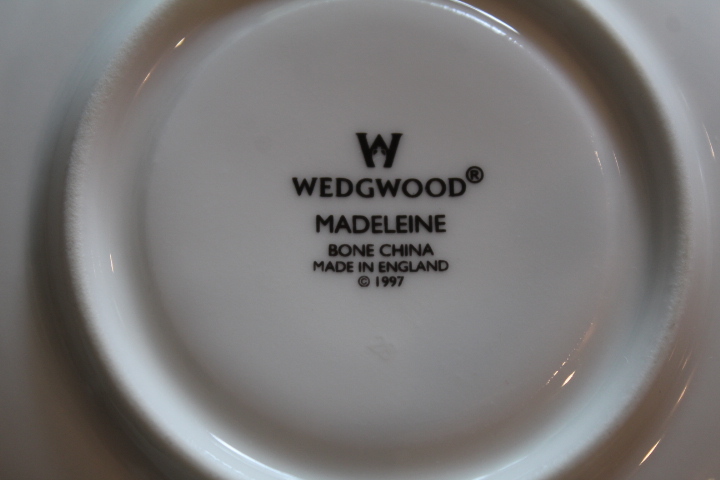 W
WEDGWOOD®
MADELEINE
BONE CHINA
MADE IN ENGLAND
© 1997